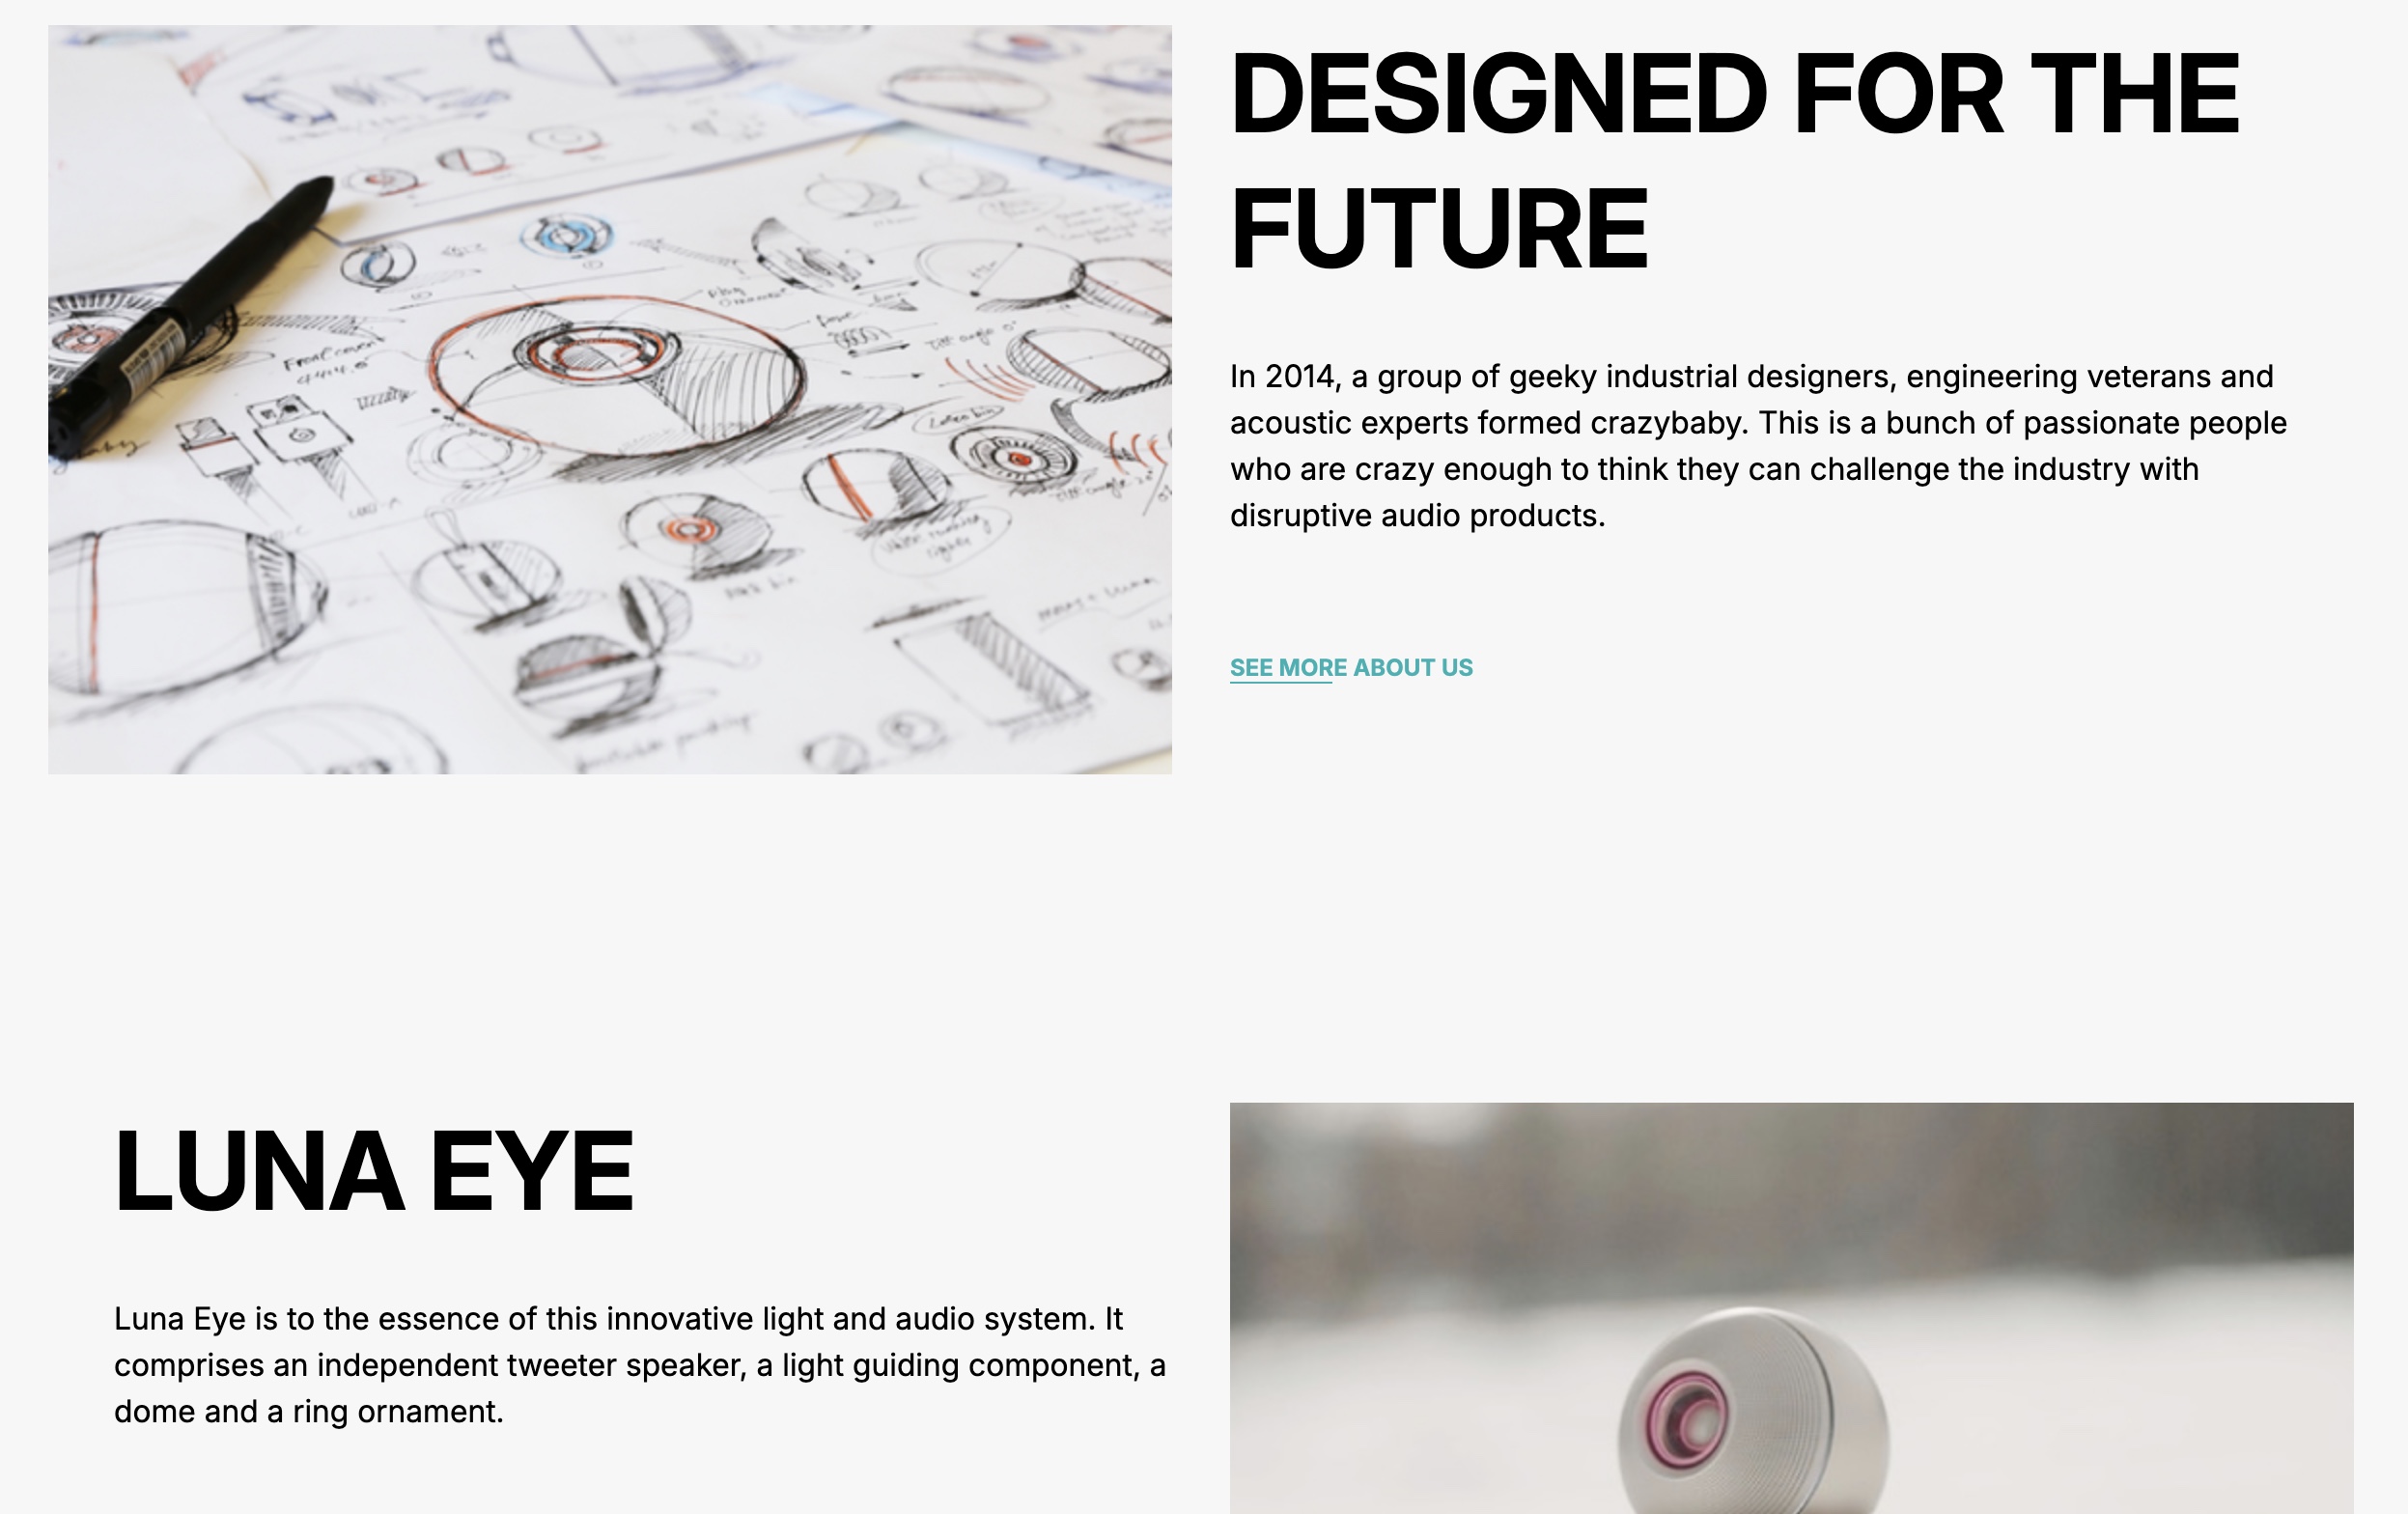 DESIGNED FOR THE
FUTURE
In 2014, a group of geeky industrial designers, engineering veterans and
acoustic experts formed crazybaby. This is a bunch of passionate people
who are crazy enough to think they can challenge the industry with
disruptive audio products.
SEE MORE ABOUT US
Front cover
LUNA EYE
Luna Eye is to the essence of this innovative light and audio system. It
comprises an independent tweeter speaker, a light guiding component, a
dome and a ring ornament.